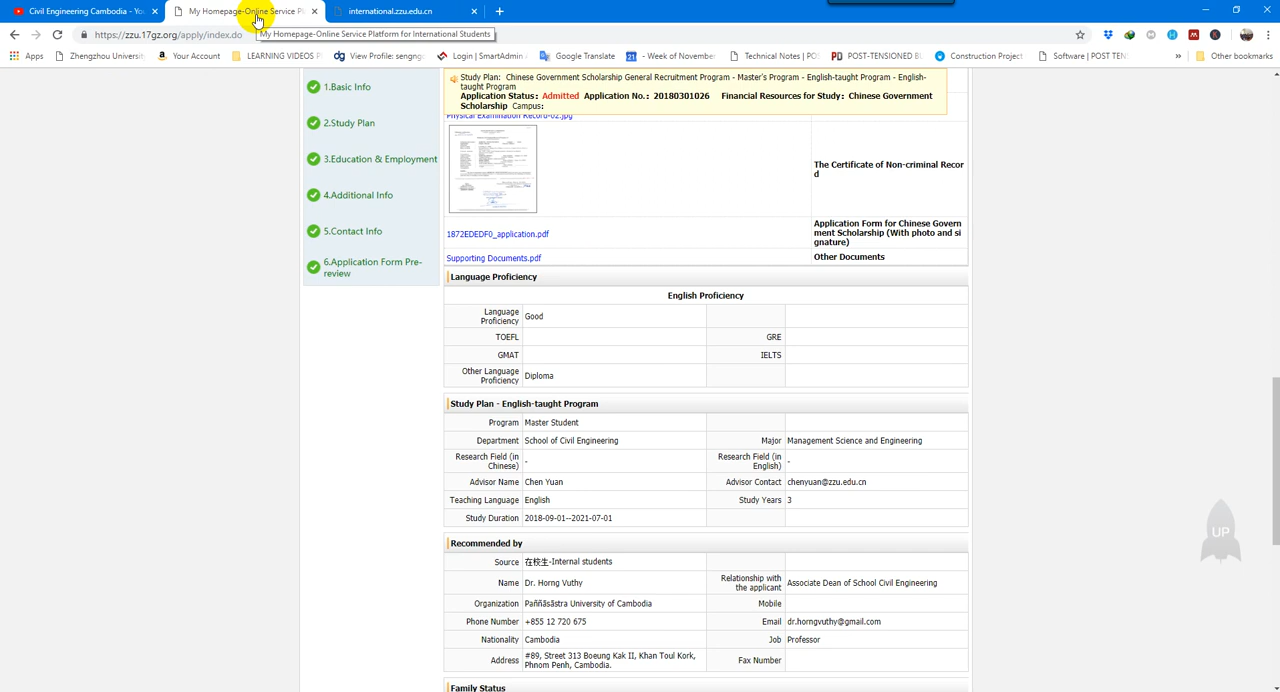 Civil Engineering Cambodia - Yo
My Homepage-Online Service Pl
international.zzu.edu.cn
https://zzu.17gz.org/apply/index.do
My Homepage-Online Service Platform for International Students
Apps
Zhengzhou Universit
Your Account
LEARNING VIDEOS P
View Profile: sengng
Login | SmartAdmin
Google Translate
- Week of November
Technical Notes | POS
POST-TENSIONED BL
Construction Project
Software | POST TEN
Other bookmarks
1.Basic Info
2.Study Plan
3.Education & Employment
4.Additional Info
5.Contact Info
6.Application Form Pre-
review
Study Plan: Chinese Government Scholarship General Recruitment Program - Master's Program - English-taught Program - English-
taught Program
Application Status: Admitted Application No.: 20180301026 Financial Resources for Study: Chinese Government
Scholarship Campus:
Physical Examination Record-02.jpg
The Certificate of Non-criminal Recor
d
1872EDEDF0_application.pdf
Application Form for Chinese Govern
ment Scholarship (With photo and si
gnature)
Supporting Documents.pdf
Other Documents
Language Proficiency
English Proficiency
Language
Proficiency
Good
TOEFL
GRE
GMAT
IELTS
Other Language
Proficiency
Diploma
Study Plan - English-taught Program
Program Master Student
Department School of Civil Engineering
Major Management Science and Engineering
Research Field (in
Chinese)
-
Research Field (in
English)
-
Advisor Name Chen Yuan
Advisor Contact chenyuan@zzu.edu.cn
Teaching Language English
Study Years 3
Study Duration 2018-09-01--2021-07-01
Recommended by
Source 在校生-Internal students
Name Dr. Horng Vuthy
Relationship with
the applicant
Associate Dean of School Civil Engineering
Organization Paññāsāstra University of Cambodia
Mobile
Phone Number +855 12 720 675
Email dr.horngvuthy@gmail.com
Nationality Cambodia
Job Professor
Address #89, Street 313 Boeung Kak II, Khan Toul Kork,
Phnom Penh, Cambodia.
Fax Number
Family Status
UP